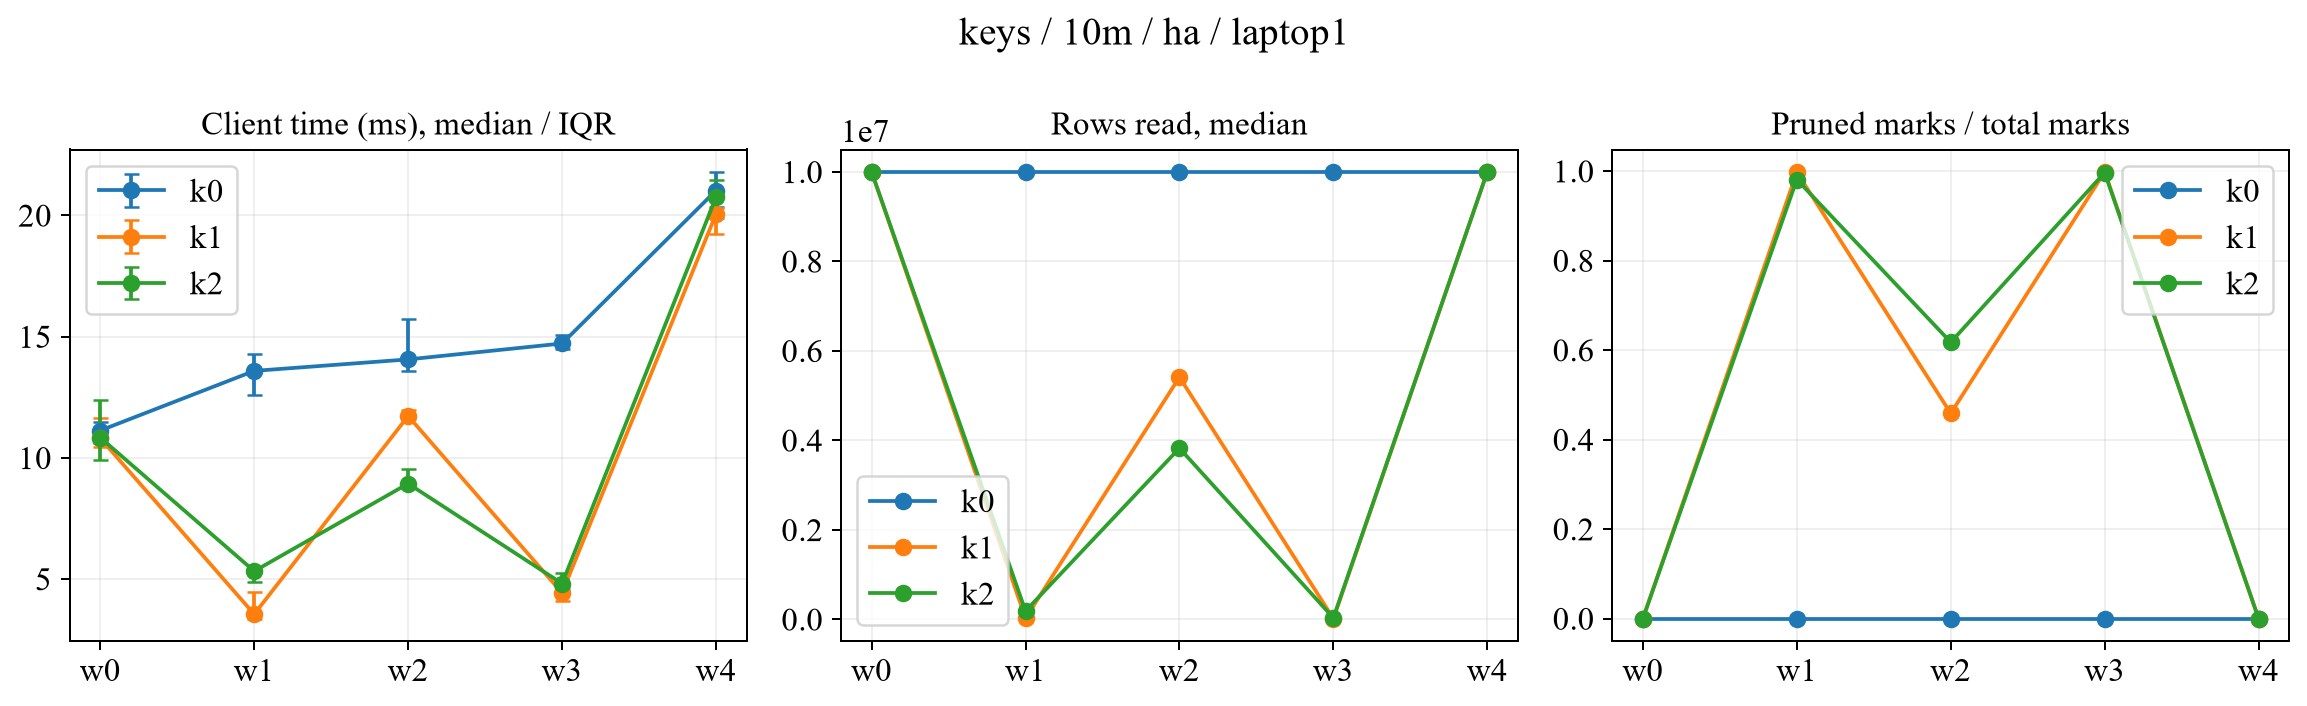 keys / 10m / ha / laptop1
Client time (ms), median / IQR
k0
k1
k2
20
15
10
5
w0 w1 w2 w3 w4
Rows read, median
1e7
1.0
0.8
0.6
0.4
0.2
0.0
k0
k1
k2
w0 w1 w2 w3 w4
Pruned marks / total marks
1.0
0.8
0.6
0.4
0.2
0.0
k0
k1
k2
w0 w1 w2 w3 w4